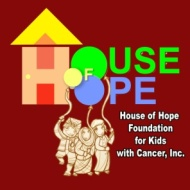 HOUSE
OF
HOPE
House of Hope
Foundation
for Kids
with Cancer, Inc.